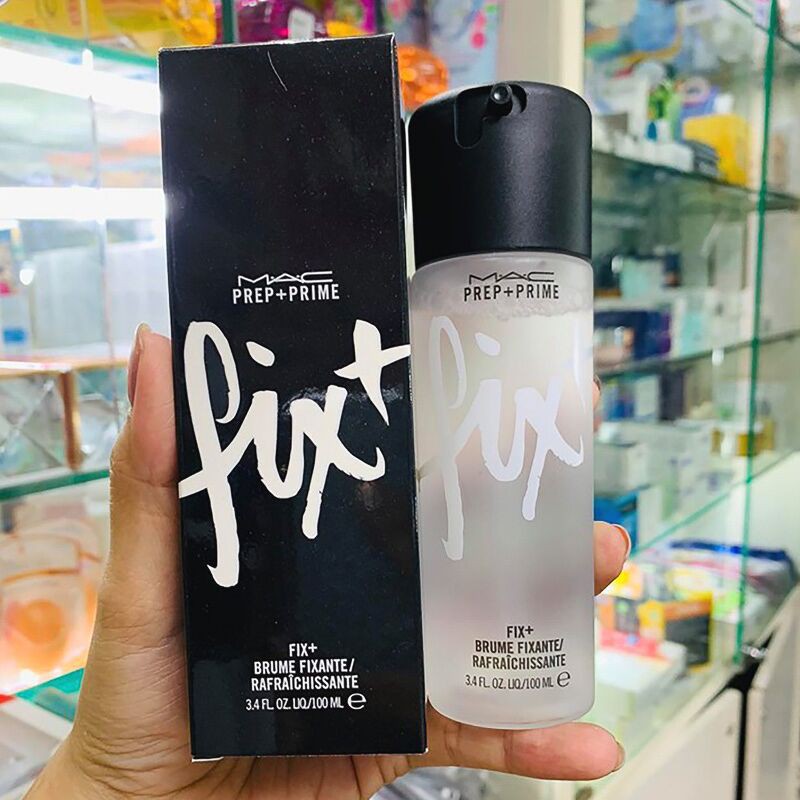 M·A·C
PREP+PRIME
fix+
FIX+
BRUME FIXANTE/
RAFRAÎCHISSANTE
3.4 FL. OZ. LIQ/100 ML ℮
M·A·C
PREP+PRIME
fix+
FIX+
BRUME FIXANTE/
RAFRAÎCHISSANTE
3.4 FL. OZ. LIQ/100 ML ℮